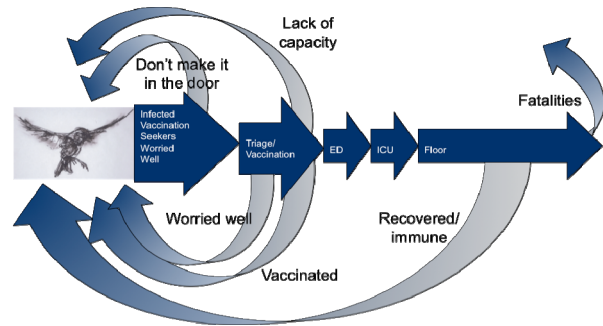 Lack of
capacity
Don't make it
in the door
Fatalities
Infected
Vaccination
Seekers
Worried
Well
Triage/
Vaccination
ED
ICU
Floor
Worried well
Recovered/
immune
Vaccinated